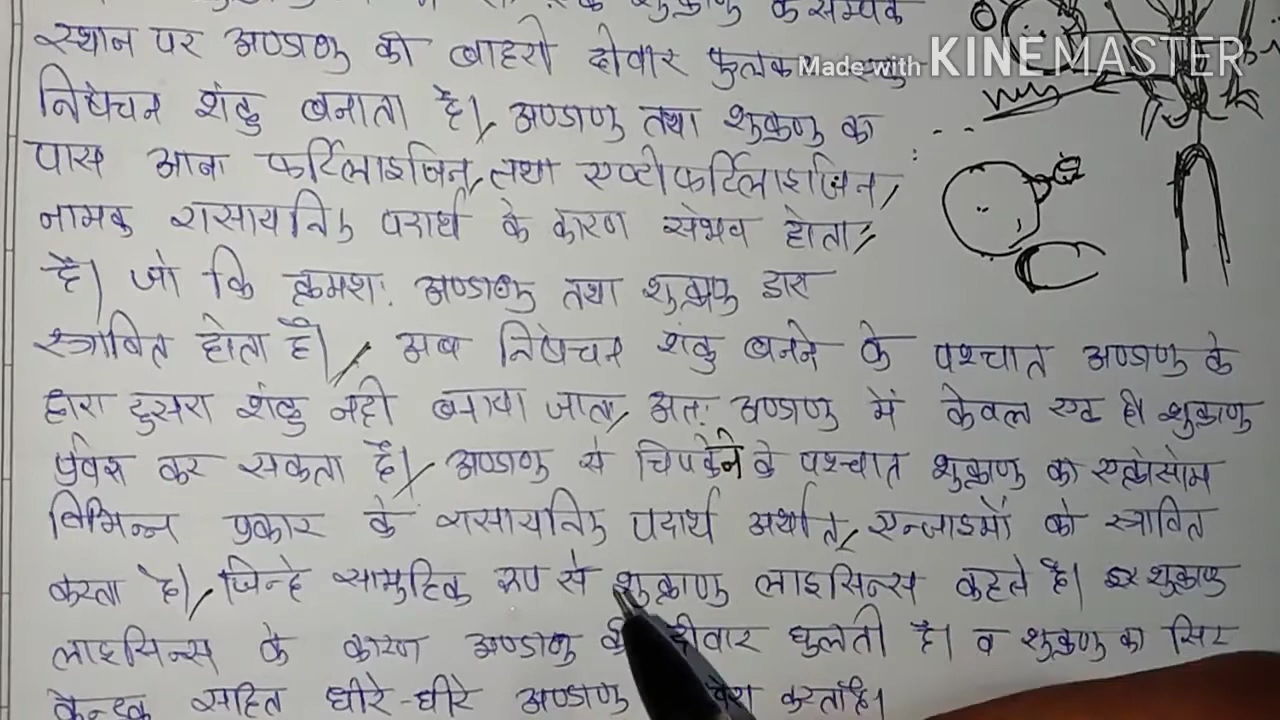 शुक्राणु के सम्पर्क
स्थान पर अण्डाणु की बाहरी दीवार फुलकर
Made with KINEMASTER
निषेचन शंकु बनाता है। अण्डाणु तथा शुक्राणु का
पास आना फर्टिलाइजिन, तथा एण्टीफर्टिलाइजिन,
नामक रासायनिक पदार्थ के कारण संभव होता
है। जो कि क्रमश: अण्डाणु तथा शुक्राणु द्वारा
स्त्रावित होता है। अब निषेचन शंकु बनने के पश्चात अण्डाणु के
द्वारा दुसरा शंकु नही बनाया जाता, अत: अण्डाणु में केवल एक ही शुक्राणु
प्रवेश कर सकता है। अण्डाणु से चिपकेने के पश्चात शुक्राणु का एक्रोसोम
विभिन्न प्रकार के रासायनिक पदार्थ अर्थात, एन्जाइमों को स्त्रावित
करता है। जिन्हे सामुहिक रूप से शुक्राणु लाइसिन्स कहते है। इस शुक्राणु
लाइसिन्स के कारण अण्डाणु की दीवार घुलती है। व शुक्राणु का सिर
केन्द्रक सहित धीरे-धीरे अण्डाणु करता है।